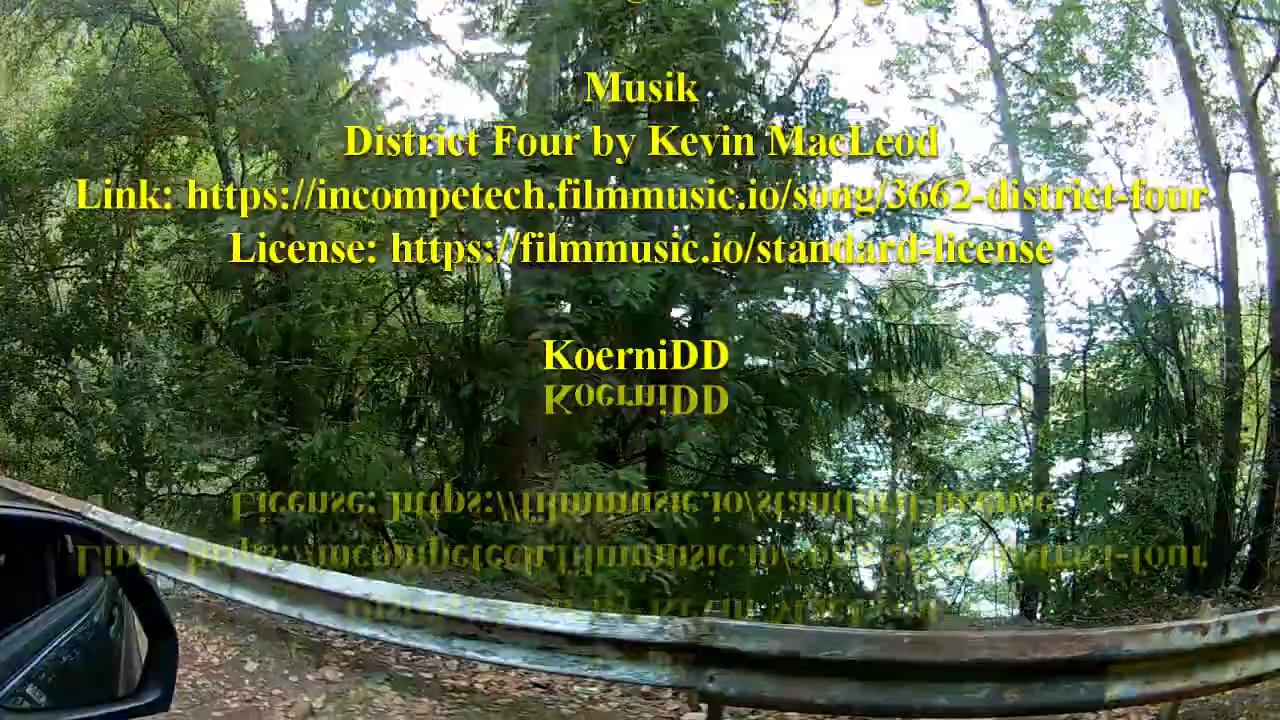 Musik
District Four by Kevin MacLeod
Link: https://incompetech.filmmusic.io/song/3662-district-four
License: https://filmmusic.io/standard-license
KoerniDD